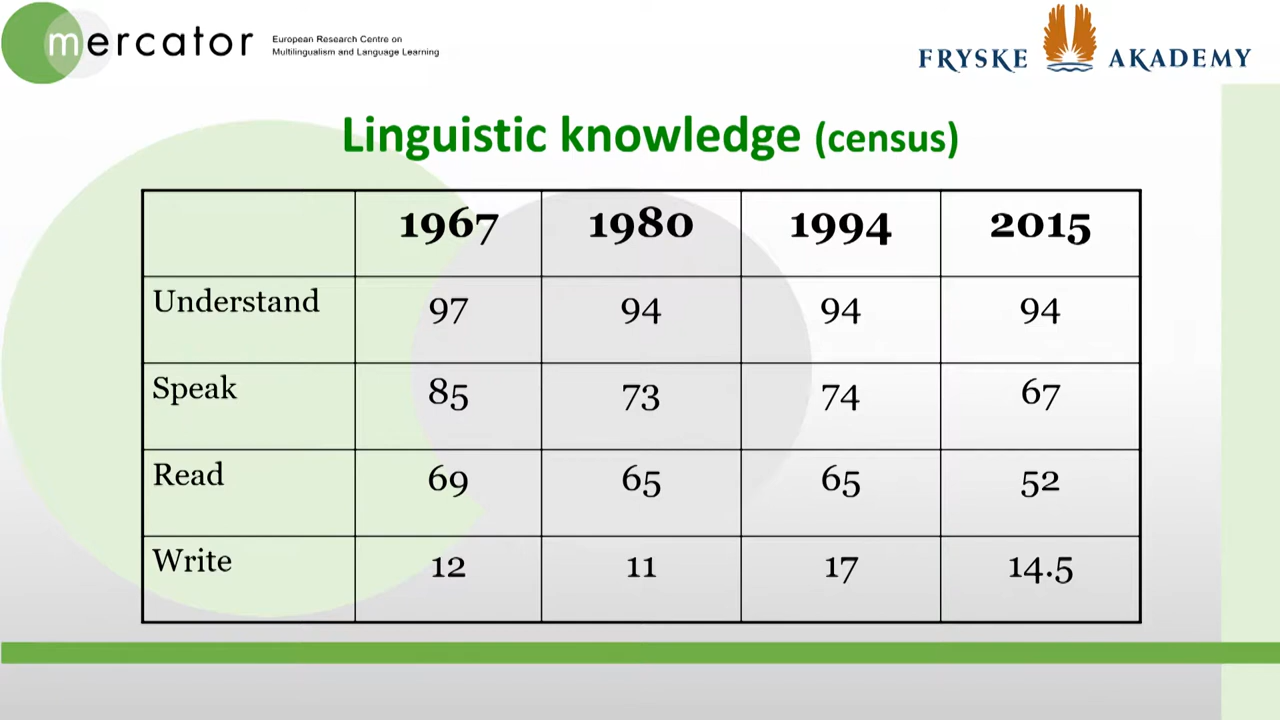 mercator
European Research Centre on
Multilingualism and Language Learning
FRYSKE AKADEMY
Linguistic knowledge (census)
1967 1980 1994 2015
Understand 97 94 94 94
Speak 85 73 74 67
Read 69 65 65 52
Write 12 11 17 14.5